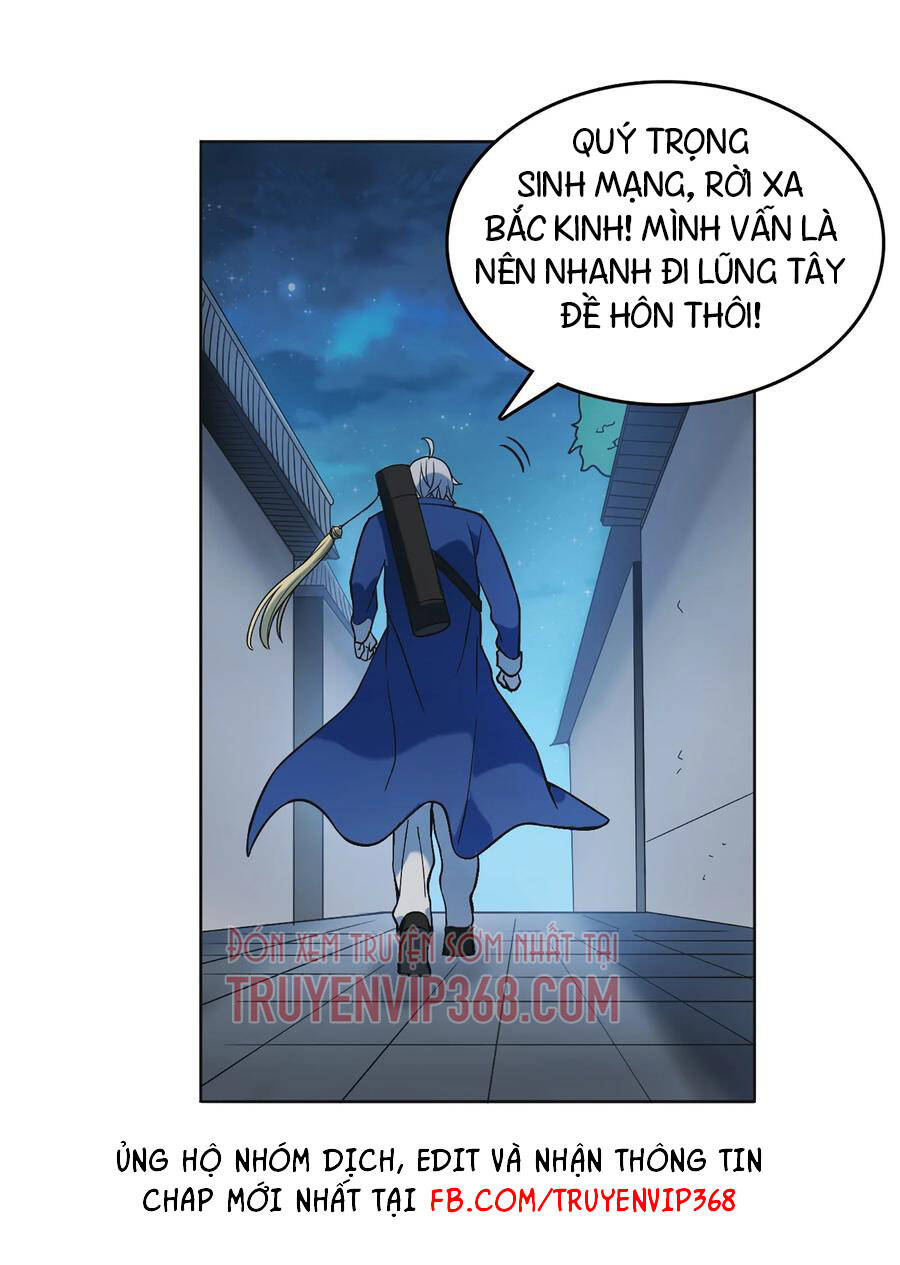 QUÝ TRỌNG
SINH MẠNG, RỜI XA
BẮC KINH! MÌNH VẪN LÀ
NÊN NHANH ĐI LŨNG TÂY
ĐỀ HÔN THÔI!
ĐÓN XEM TRUYỆN SỚM NHẤT TẠI
TRUYENVIP368.COM
ỦNG HỘ NHÓM DỊCH, EDIT VÀ NHẬN THÔNG TIN
CHAP MỚI NHẤT TẠI FB.COM/TRUYENVIP368